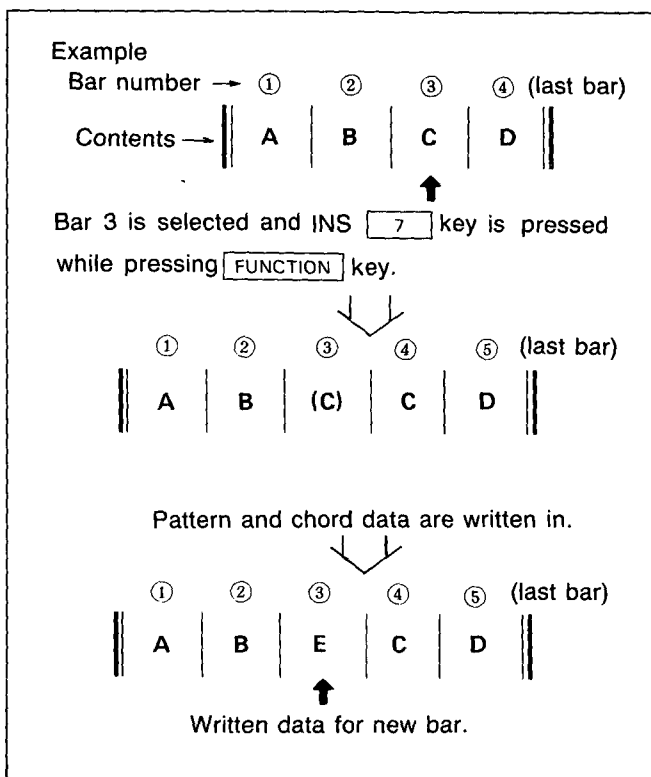 Example
Bar number → ① ② ③ ④ (last bar)
Contents → A B C D
Bar 3 is selected and INS 7 key is pressed
while pressing FUNCTION key.
① ② ③ ④ ⑤ (last bar)
A B (C) C D
Pattern and chord data are written in.
① ② ③ ④ ⑤ (last bar)
A B E C D
Written data for new bar.